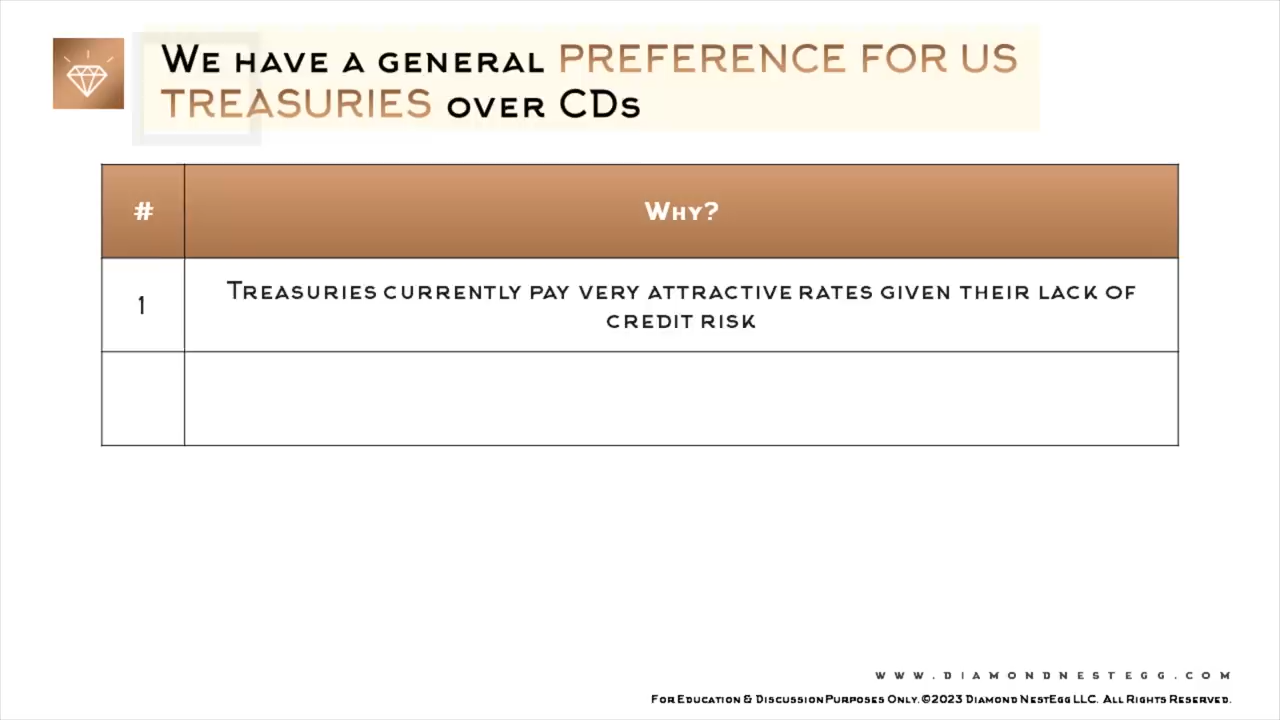 We have a general PREFERENCE FOR US
TREASURIES over CDs
#
Why?
1
Treasuries currently pay very attractive rates given their lack of
credit risk
WWW.DIAMONDNESTEGG.COM
For Education & Discussion Purposes Only. ©2023 Diamond NestEgg LLC. All Rights Reserved.